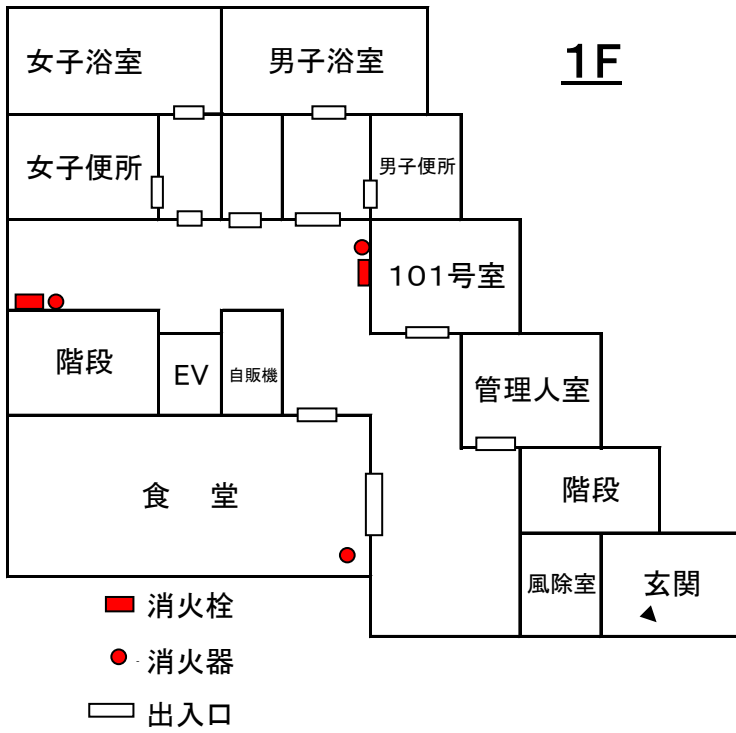 1F
女子浴室
男子浴室
女子便所
男子便所
101号室
階段
EV
自販機
管理人室
食 堂
階段
風除室
玄関
消火栓
消火器
出入口